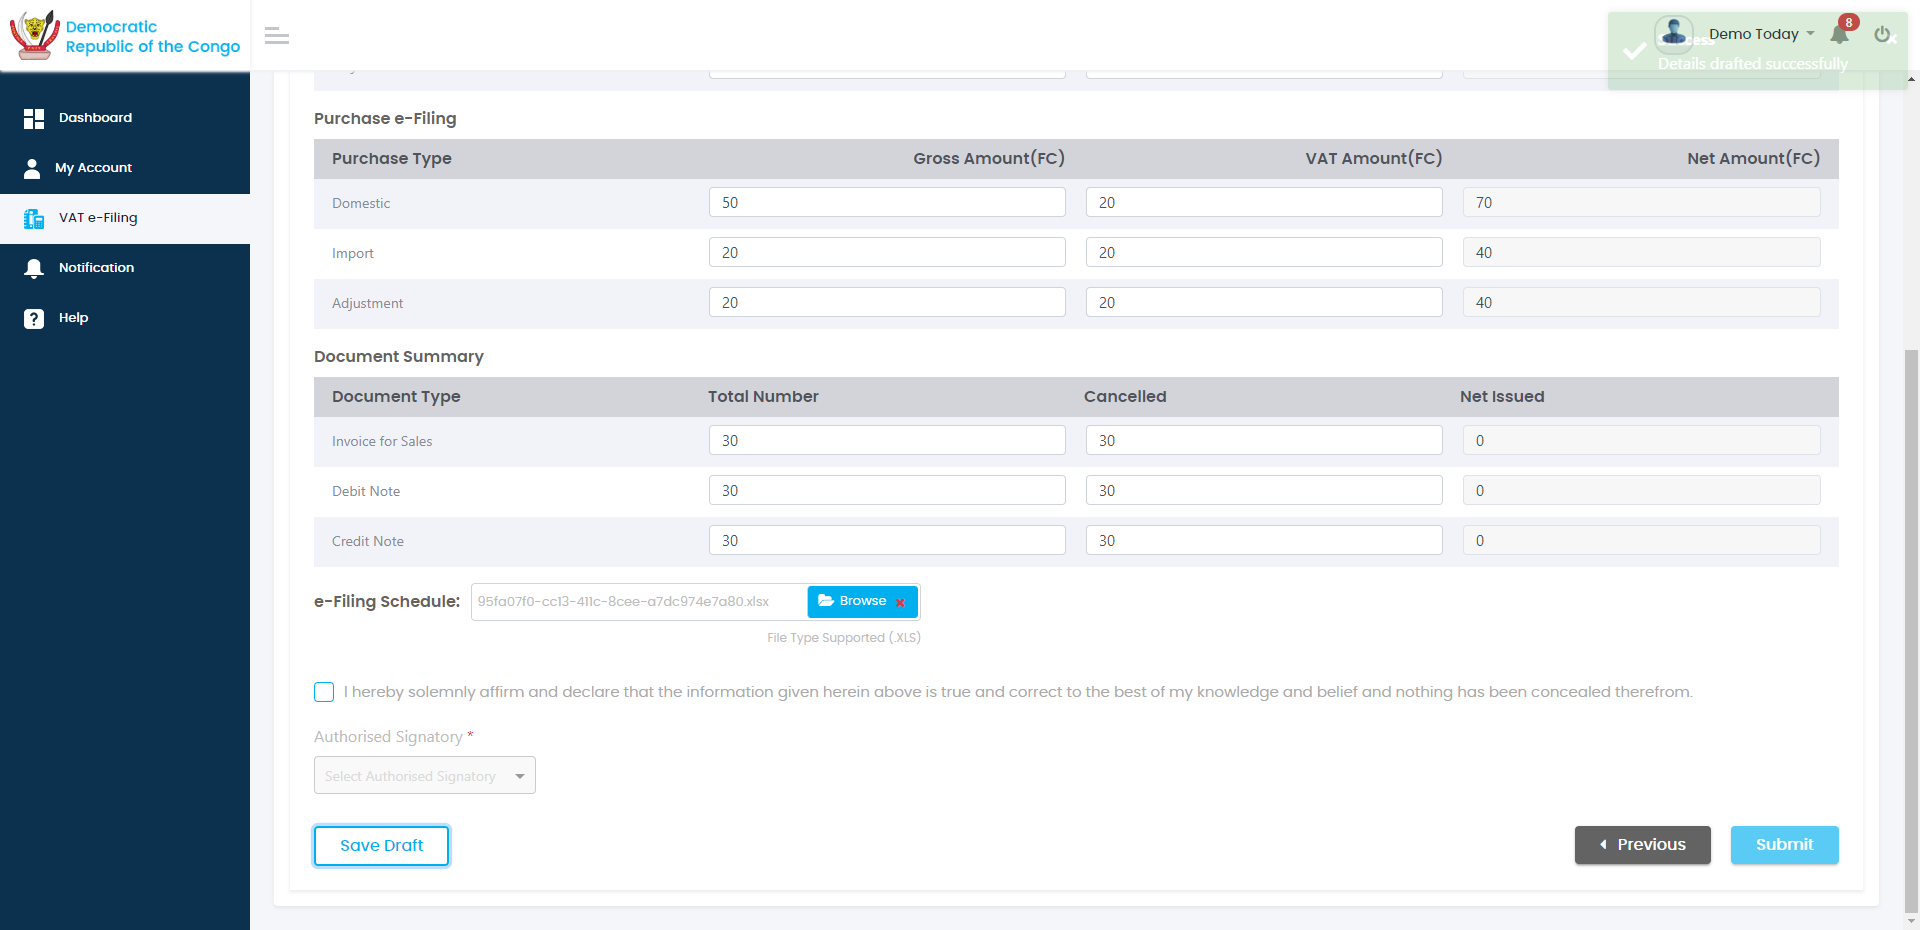 Democratic
Republic of the Congo
Demo Today
8
Success
Details drafted successfully
Dashboard
My Account
VAT e-Filing
Notification
Help
Purchase e-Filing
Purchase Type Gross Amount(FC) VAT Amount(FC) Net Amount(FC)
Domestic 50 20 70
Import 20 20 40
Adjustment 20 20 40
Document Summary
Document Type Total Number Cancelled Net Issued
Invoice for Sales 30 30 0
Debit Note 30 30 0
Credit Note 30 30 0
e-Filing Schedule: 95fa07f0-cc13-411c-8cee-a7dc974e7a80.xlsx Browse
File Type Supported (.XLS)
I hereby solemnly affirm and declare that the information given herein above is true and correct to the best of my knowledge and belief and nothing has been concealed therefrom.
Authorised Signatory *
Select Authorised Signatory
Save Draft Previous Submit